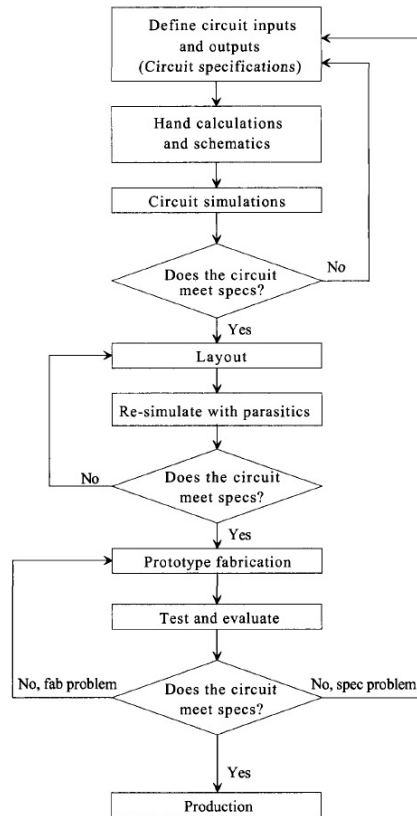 Define circuit inputs
and outputs
(Circuit specifications)
Hand calculations
and schematics
Circuit simulations
Does the circuit
meet specs?
No
Yes
Layout
Re-simulate with parasitics
No
Does the circuit
meet specs?
Yes
Prototype fabrication
Test and evaluate
No, fab problem
Does the circuit
meet specs?
No, spec problem
Yes
Production